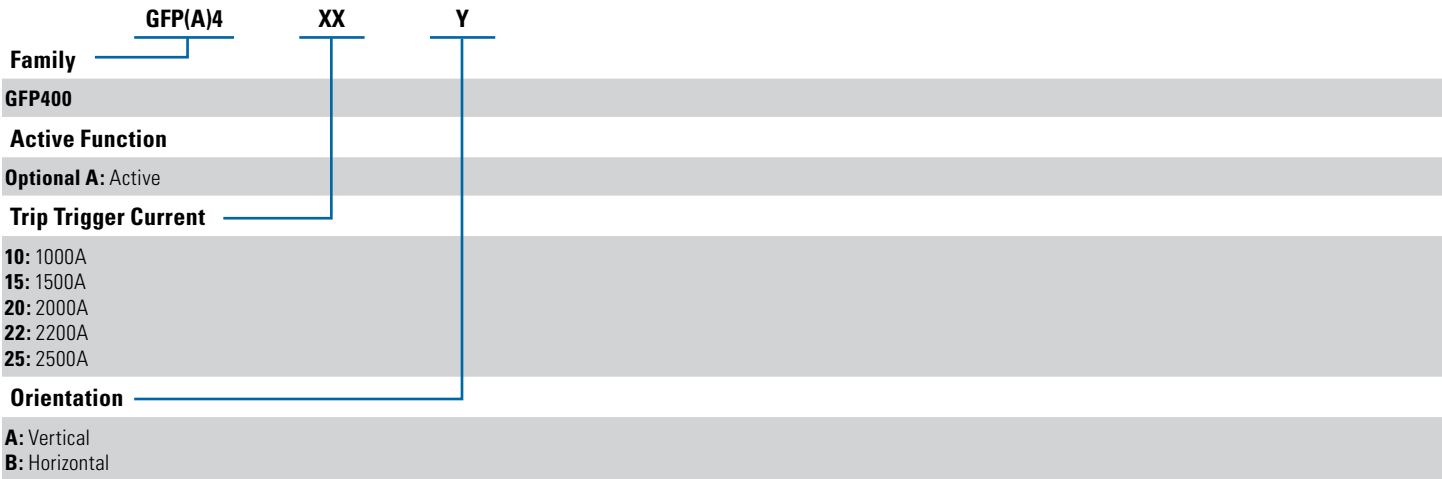 GFP(A)4 XX Y
Family
GFP400
Active Function
Optional A: Active
Trip Trigger Current
10: 1000A
15: 1500A
20: 2000A
22: 2200A
25: 2500A
Orientation
A: Vertical
B: Horizontal